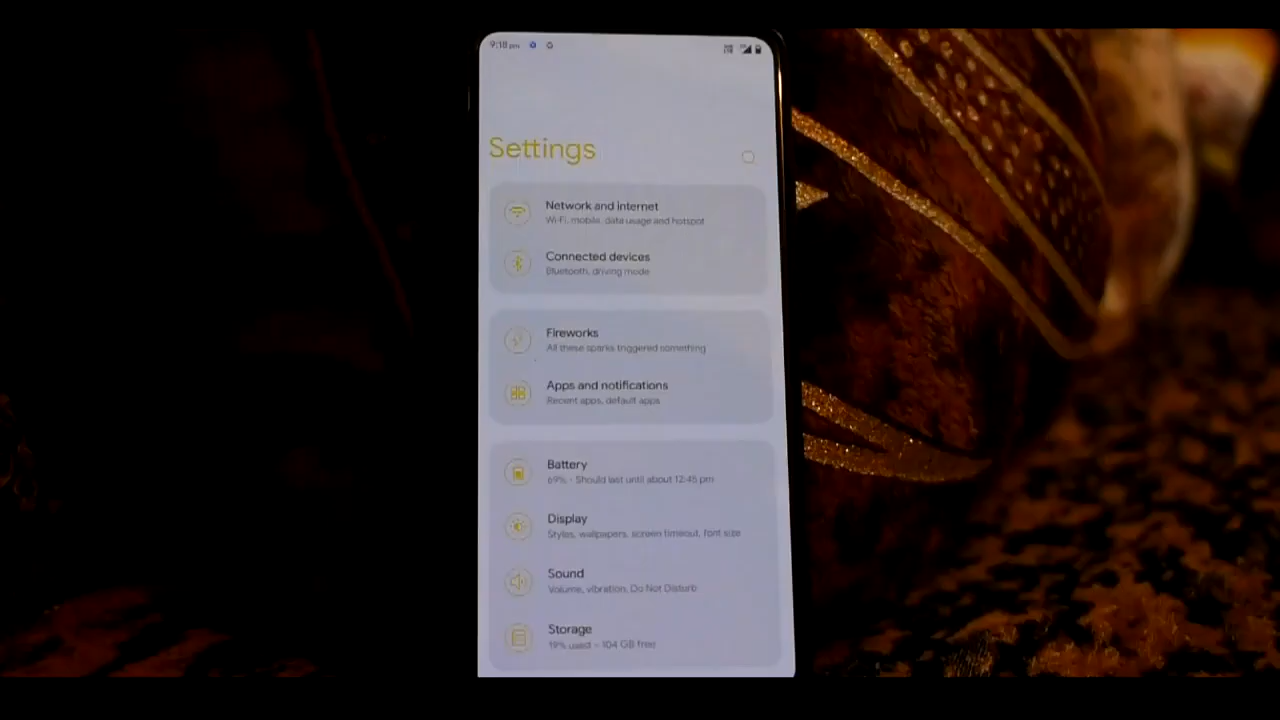 9:18 pm
Settings
Network and internet
Wi-Fi, mobile, data usage and hotspot
Connected devices
Bluetooth, driving mode
Fireworks
All these sparks triggered something
Apps and notifications
Recent apps, default apps
Battery
69% - Should last until about 12:45 pm
Display
Styles, wallpapers, screen timeout, font size
Sound
Volume, vibration, Do Not Disturb
Storage
19% used - 104 GB free